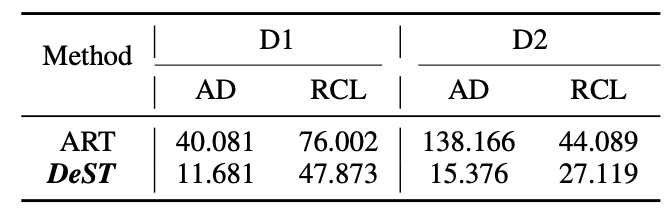 Method D1 D2
AD RCL AD RCL
ART 40.081 76.002 138.166 44.089
DeST 11.681 47.873 15.376 27.119